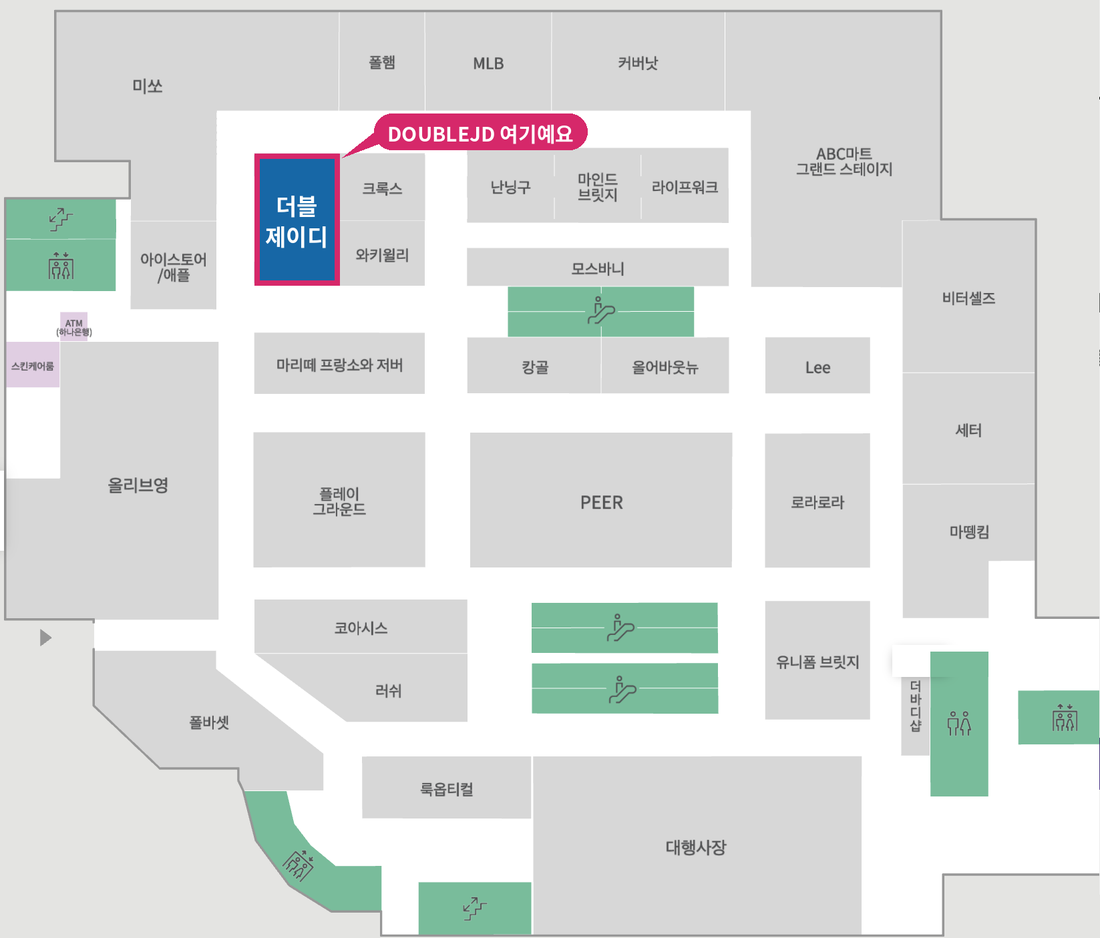 폴햄
MLB
커버낫
미쏘
DOUBLEJD 여기예요
ABC마트
그랜드 스테이지
더블
제이디
크록스
난닝구
마인드
브릿지
라이프워크
와키윌리
아이스토어
/애플
모스바니
비터셀즈
ATM
(하나은행)
스킨케어룸
마리떼 프랑소와 저버
캉골
올어바웃뉴
Lee
세터
올리브영
플레이
그라운드
PEER
로라로라
마뗑킴
코아시스
러쉬
유니폼 브릿지
더바디샵
폴바셋
룩옵티컬
대행사장